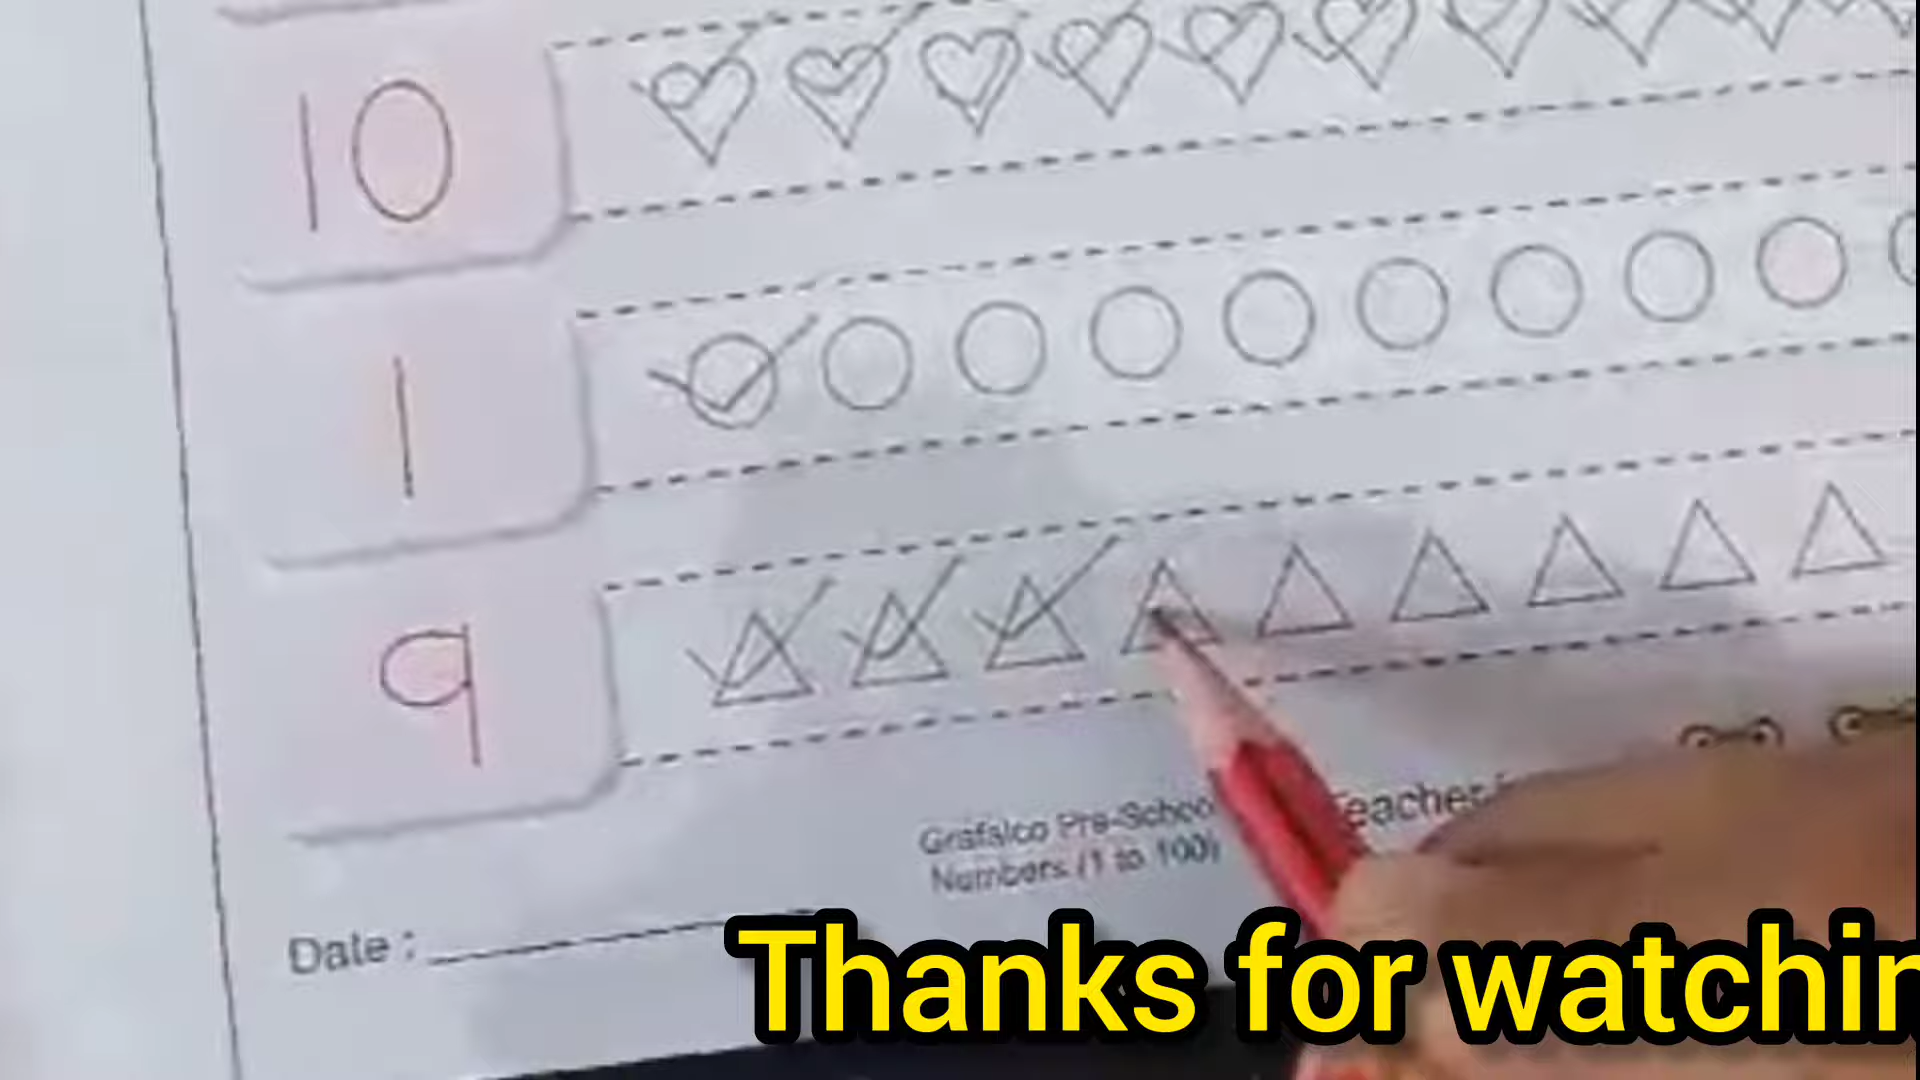 10
1
9
Grafalco Pre-School
Numbers (1 to 100)
Teacher
Date :
Thanks for watchin